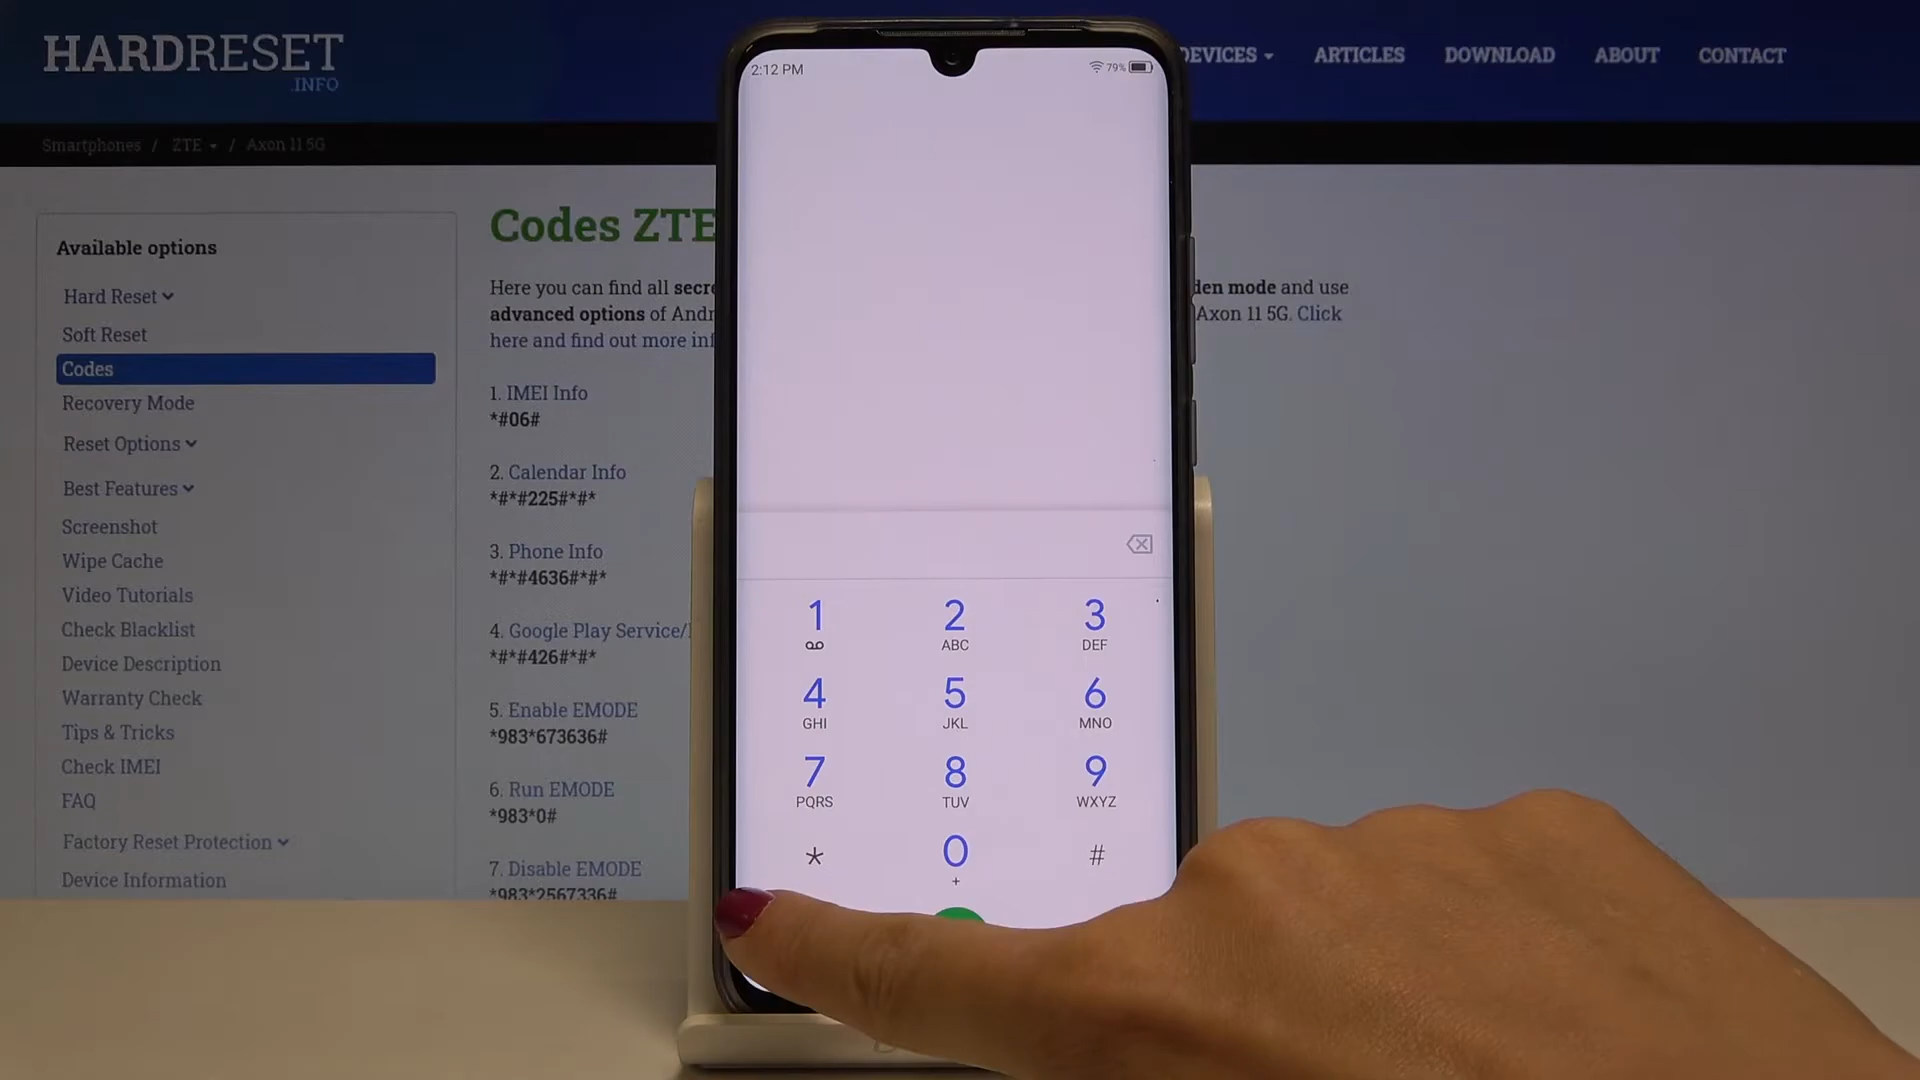 HARDRESET
.INFO
DEVICES
ARTICLES
DOWNLOAD
ABOUT
CONTACT
Smartphones / ZTE / Axon 11 5G
Available options
Hard Reset
Soft Reset
Codes
Recovery Mode
Reset Options
Best Features
Screenshot
Wipe Cache
Video Tutorials
Check Blacklist
Device Description
Warranty Check
Tips & Tricks
Check IMEI
FAQ
Factory Reset Protection
Device Information
Codes ZTE
Here you can find all
den mode and use
advanced options of
Axon 11 5G. Click
here and find out more
1. IMEI Info
*#06#
2. Calendar Info
*#*#225#*#*
3. Phone Info
*#*#4636#*#*
4. Google Play Service/
*#*#426#*#*
5. Enable EMODE
*983*673636#
6. Run EMODE
*983*0#
7. Disable EMODE
*983*2567336#
2:12 PM
79%
1
2 ABC
3 DEF
4 GHI
5 JKL
6 MNO
7 PQRS
8 TUV
9 WXYZ
*
0 +
#